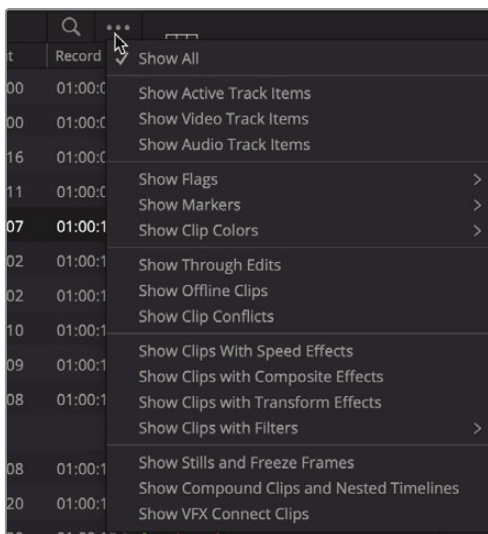 t Record
Show All
00 01:00:0
Show Active Track Items
00 01:00:0
Show Video Track Items
Show Audio Track Items
16 01:00:0
Show Flags
11 01:00:0
Show Markers
07 01:00:1
Show Clip Colors
02 01:00:1
Show Through Edits
02 01:00:1
Show Offline Clips
10 01:00:1
Show Clip Conflicts
09 01:00:1
Show Clips With Speed Effects
Show Clips with Composite Effects
08 01:00:1
Show Clips with Transform Effects
Show Clips with Filters
08 01:00:1
Show Stills and Freeze Frames
Show Compound Clips and Nested Timelines
20 01:00:1
Show VFX Connect Clips